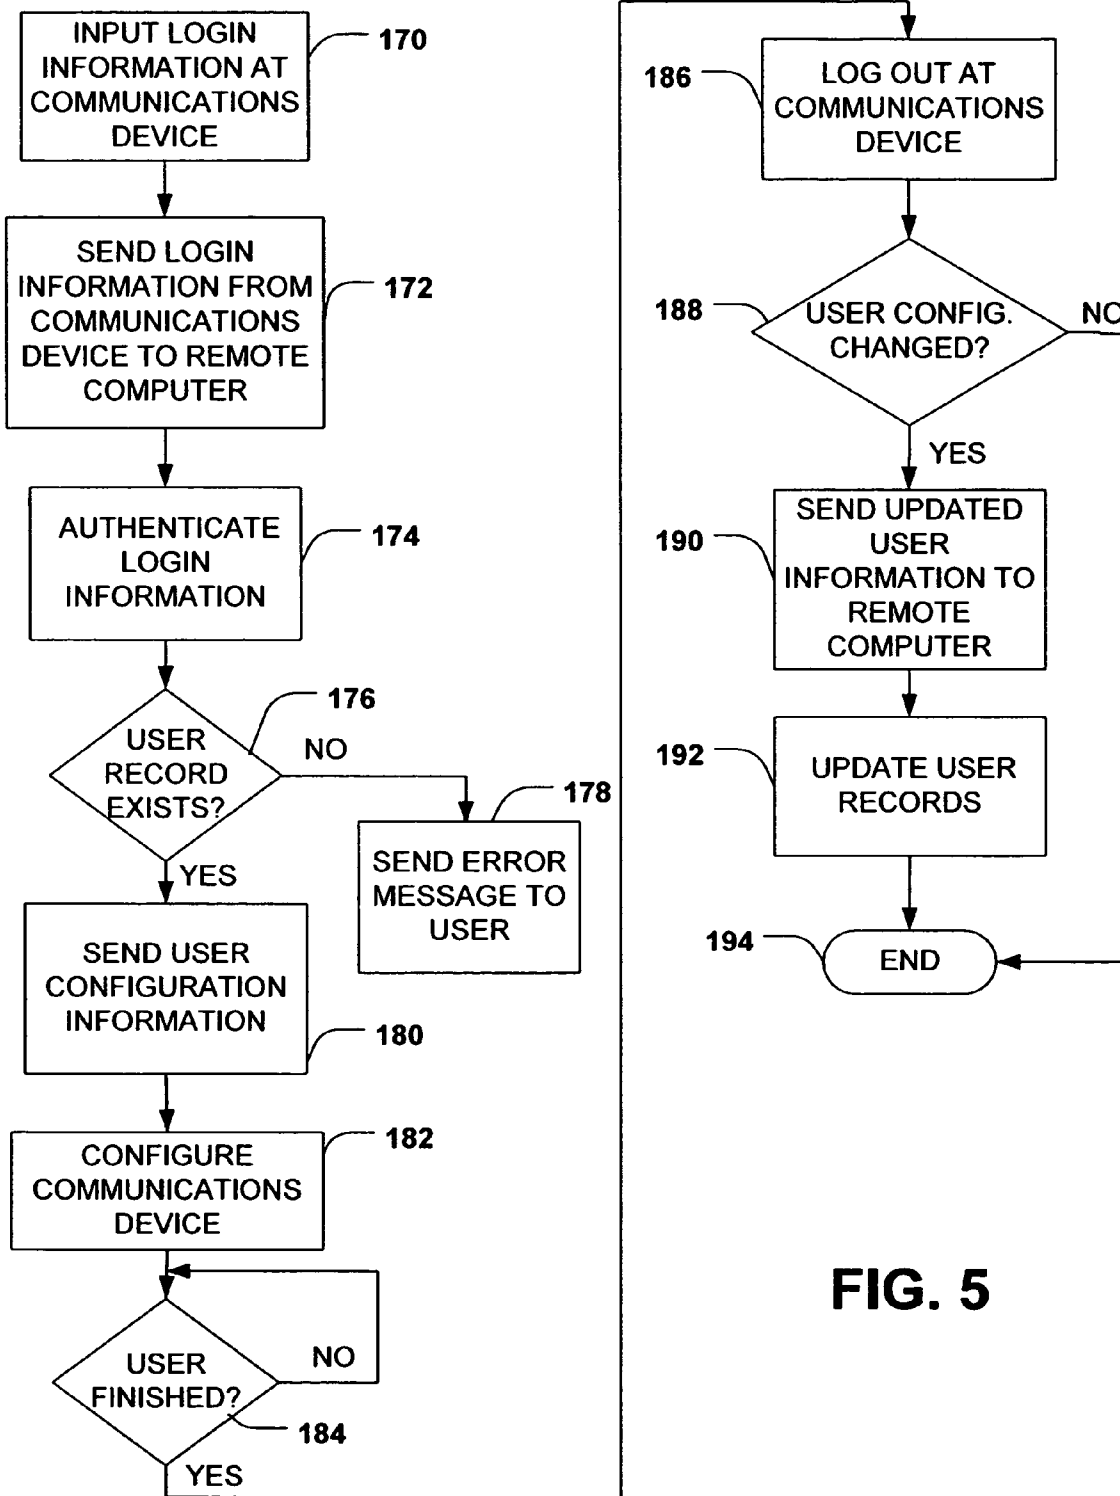 INPUT LOGIN
INFORMATION AT
COMMUNICATIONS
DEVICE
170
SEND LOGIN
INFORMATION FROM
COMMUNICATIONS
DEVICE TO REMOTE
COMPUTER
172
AUTHENTICATE
LOGIN
INFORMATION
174
USER
RECORD
EXISTS?
176
NO
YES
SEND ERROR
MESSAGE TO
USER
178
SEND USER
CONFIGURATION
INFORMATION
180
CONFIGURE
COMMUNICATIONS
DEVICE
182
USER
FINISHED?
NO
184
YES
186
LOG OUT AT
COMMUNICATIONS
DEVICE
188
USER CONFIG.
CHANGED?
NO
YES
190
SEND UPDATED
USER
INFORMATION TO
REMOTE
COMPUTER
192
UPDATE USER
RECORDS
194
END
FIG. 5